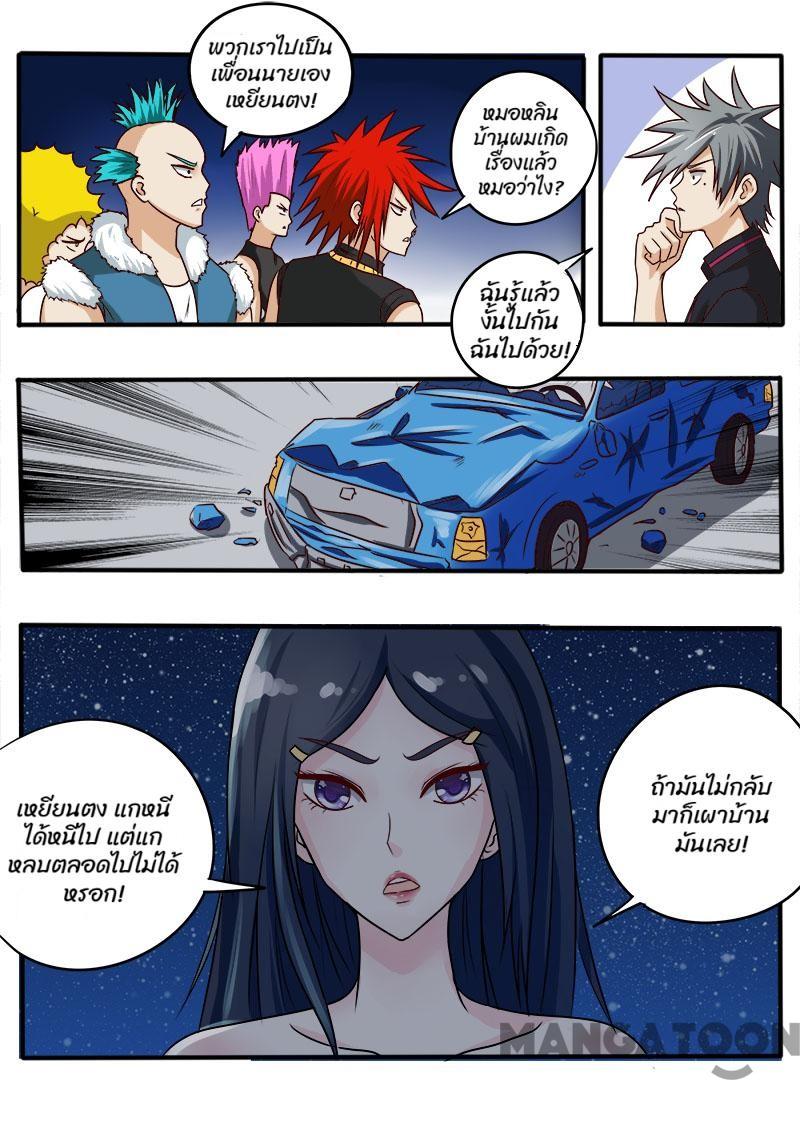 พวกเราไปเป็น
เพื่อนนายเอง
เหยียนตง!
หมอหลิน
บ้านผมเกิด
เรื่องแล้ว
หมอว่าไง?
ฉันรู้แล้ว
งั้นไปกัน
ฉันไปด้วย!
เหยียนตง แกหนี
ได้หนีไป แต่แก
หลบตลอดไปไม่ได้
หรอก!
ถ้ามันไม่กลับ
มาก็เผาบ้าน
มันเลย!
MANGATOON